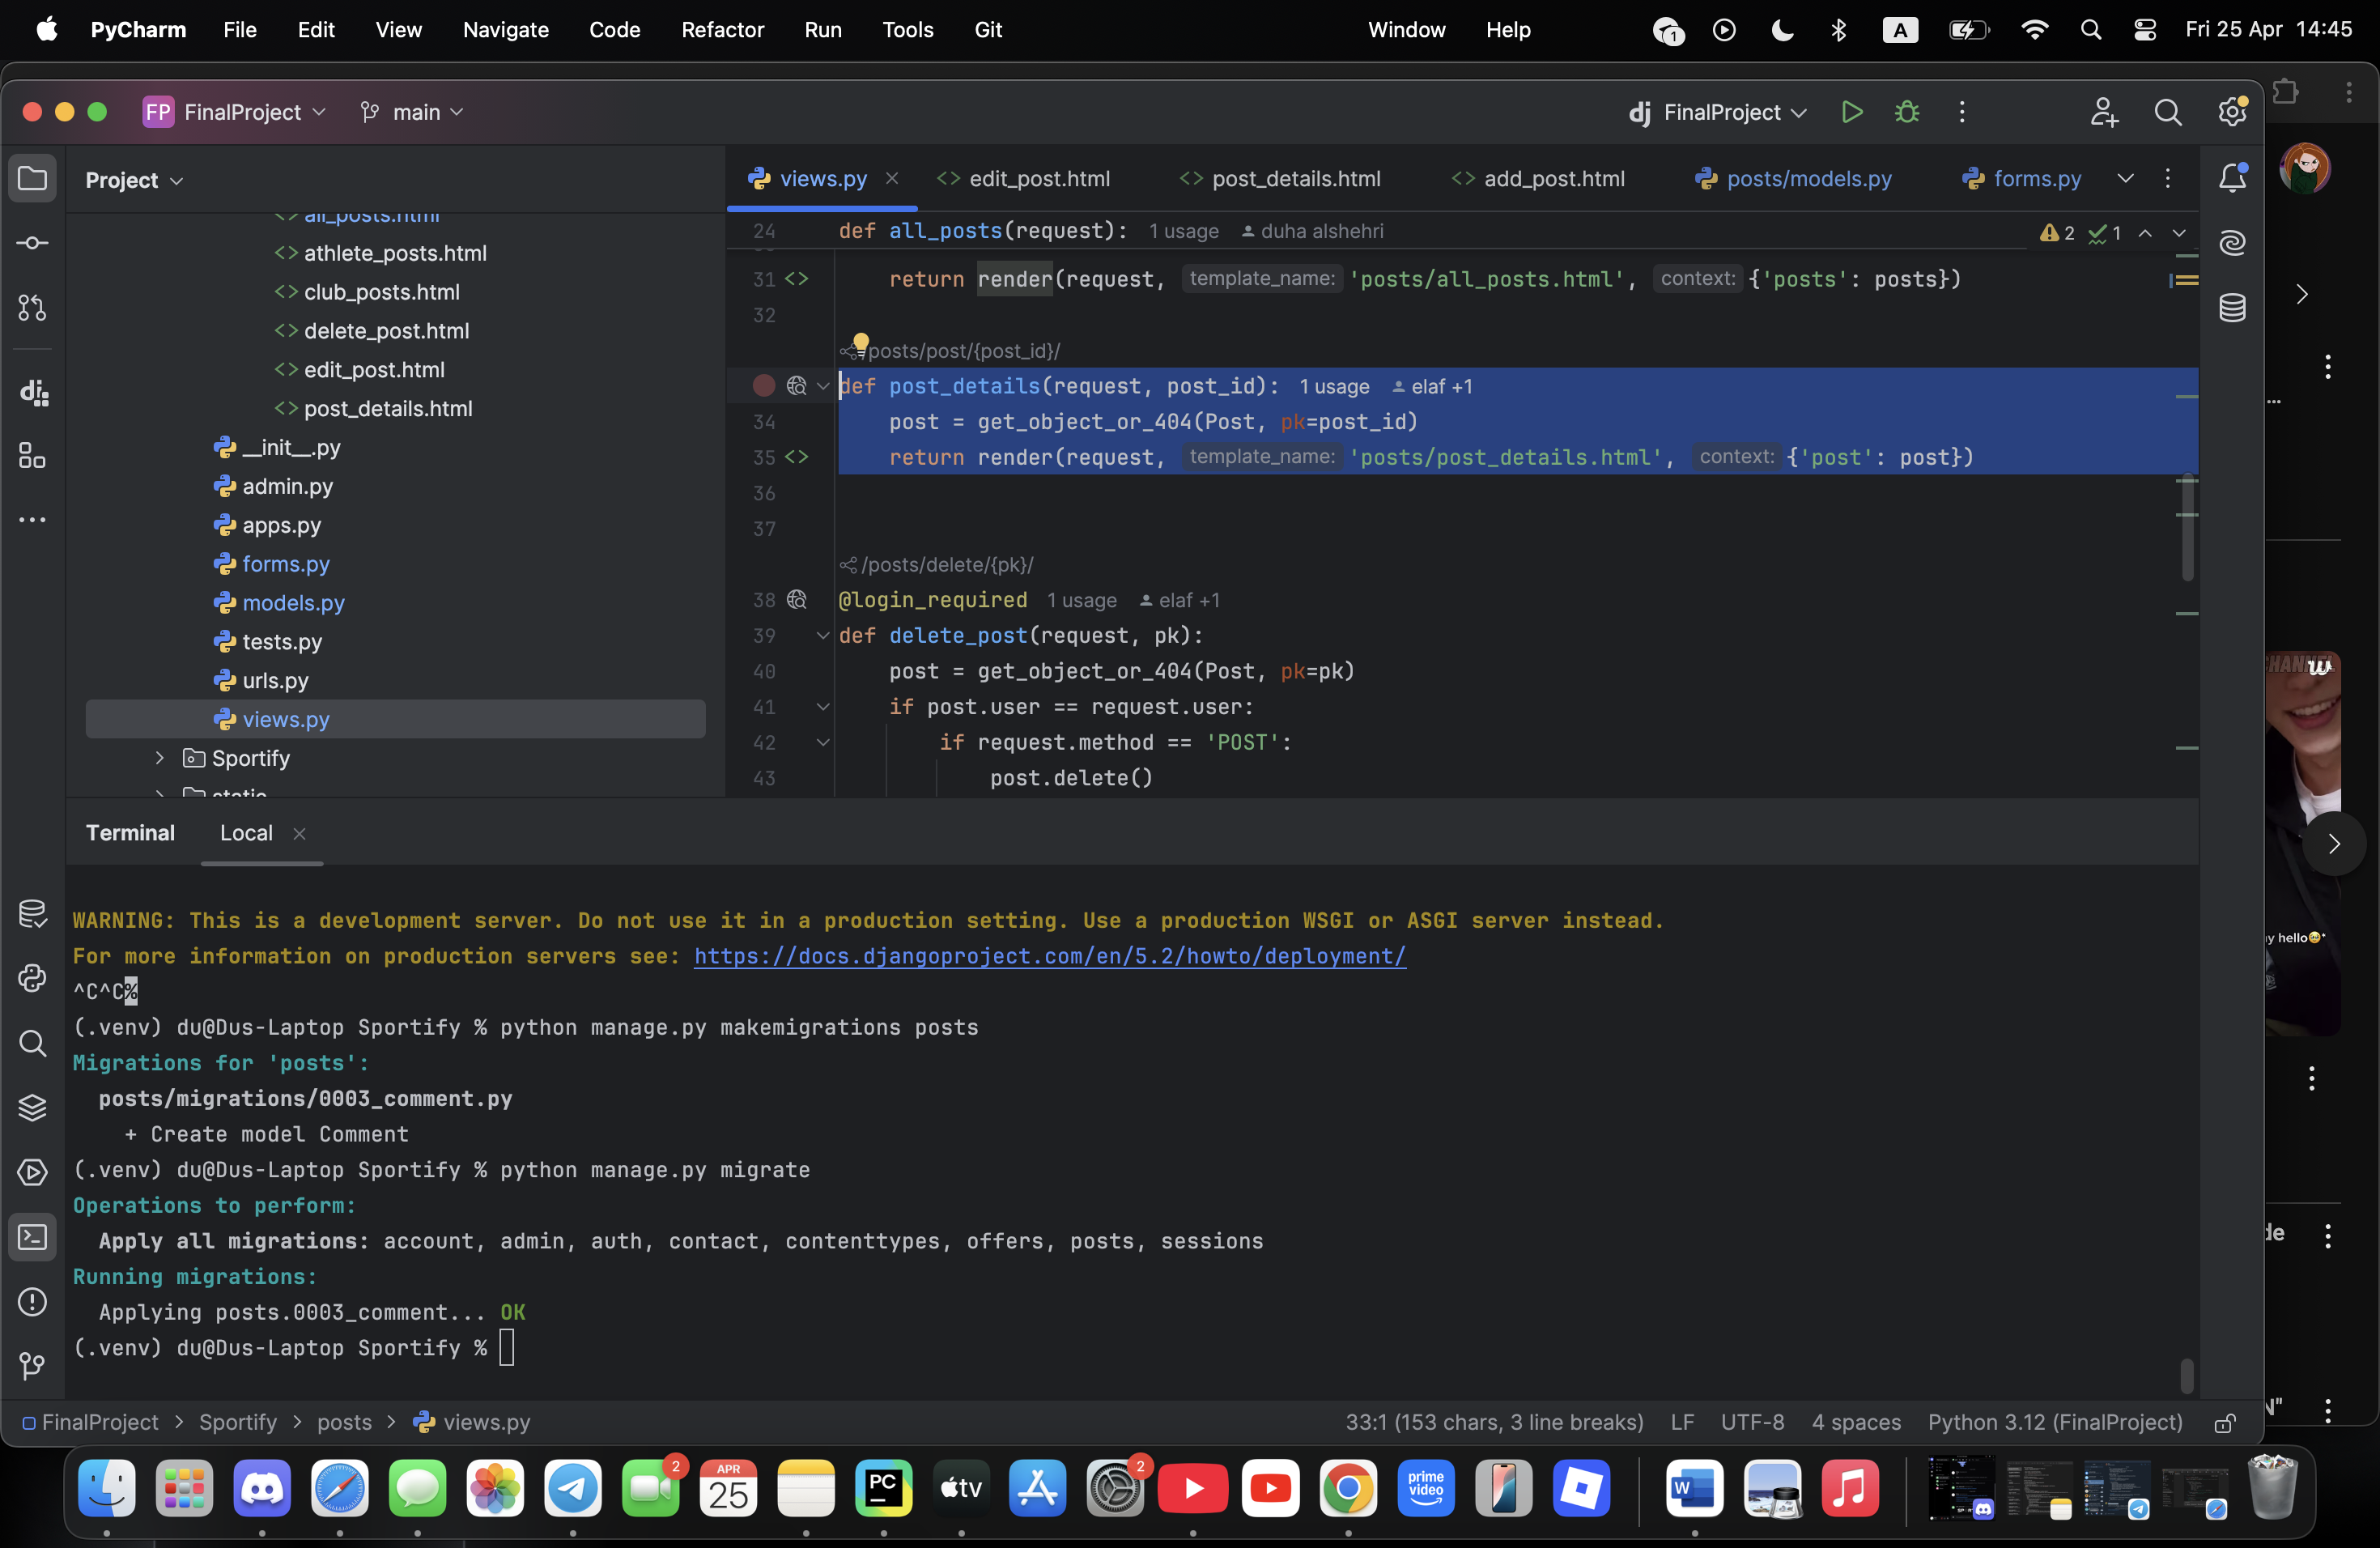 PyCharm File Edit View Navigate Code Refactor Run Tools Git Window Help 1 A Fri 25 Apr 14:45
FP FinalProject main dj FinalProject
Project
views.py edit_post.html post_details.html add_post.html posts/models.py forms.py
all_posts.html
athlete_posts.html
club_posts.html
delete_post.html
edit_post.html
post_details.html
__init__.py
admin.py
apps.py
forms.py
models.py
tests.py
urls.py
views.py
Sportify
static
24 def all_posts(request): 1 usage duha alshehri 2 1
31 return render(request, template_name: 'posts/all_posts.html', context: {'posts': posts})
32
/posts/post/{post_id}/
def post_details(request, post_id): 1 usage elaf +1
34 post = get_object_or_404(Post, pk=post_id)
35 return render(request, template_name: 'posts/post_details.html', context: {'post': post})
36
37
/posts/delete/{pk}/
38 @login_required 1 usage elaf +1
39 def delete_post(request, pk):
40 post = get_object_or_404(Post, pk=pk)
41 if post.user == request.user:
42 if request.method == 'POST':
43 post.delete()
Terminal Local
WARNING: This is a development server. Do not use it in a production setting. Use a production WSGI or ASGI server instead.
For more information on production servers see: https://docs.djangoproject.com/en/5.2/howto/deployment/
^C^C%
(.venv) du@Dus-Laptop Sportify % python manage.py makemigrations posts
Migrations for 'posts':
posts/migrations/0003_comment.py
+ Create model Comment
(.venv) du@Dus-Laptop Sportify % python manage.py migrate
Operations to perform:
Apply all migrations: account, admin, auth, contact, contenttypes, offers, posts, sessions
Running migrations:
Applying posts.0003_comment... OK
(.venv) du@Dus-Laptop Sportify %
FinalProject > Sportify > posts > views.py 33:1 (153 chars, 3 line breaks) LF UTF-8 4 spaces Python 3.12 (FinalProject)
...
w
y hello
de
N"
2 APR 25 PC tv 2 prime video W